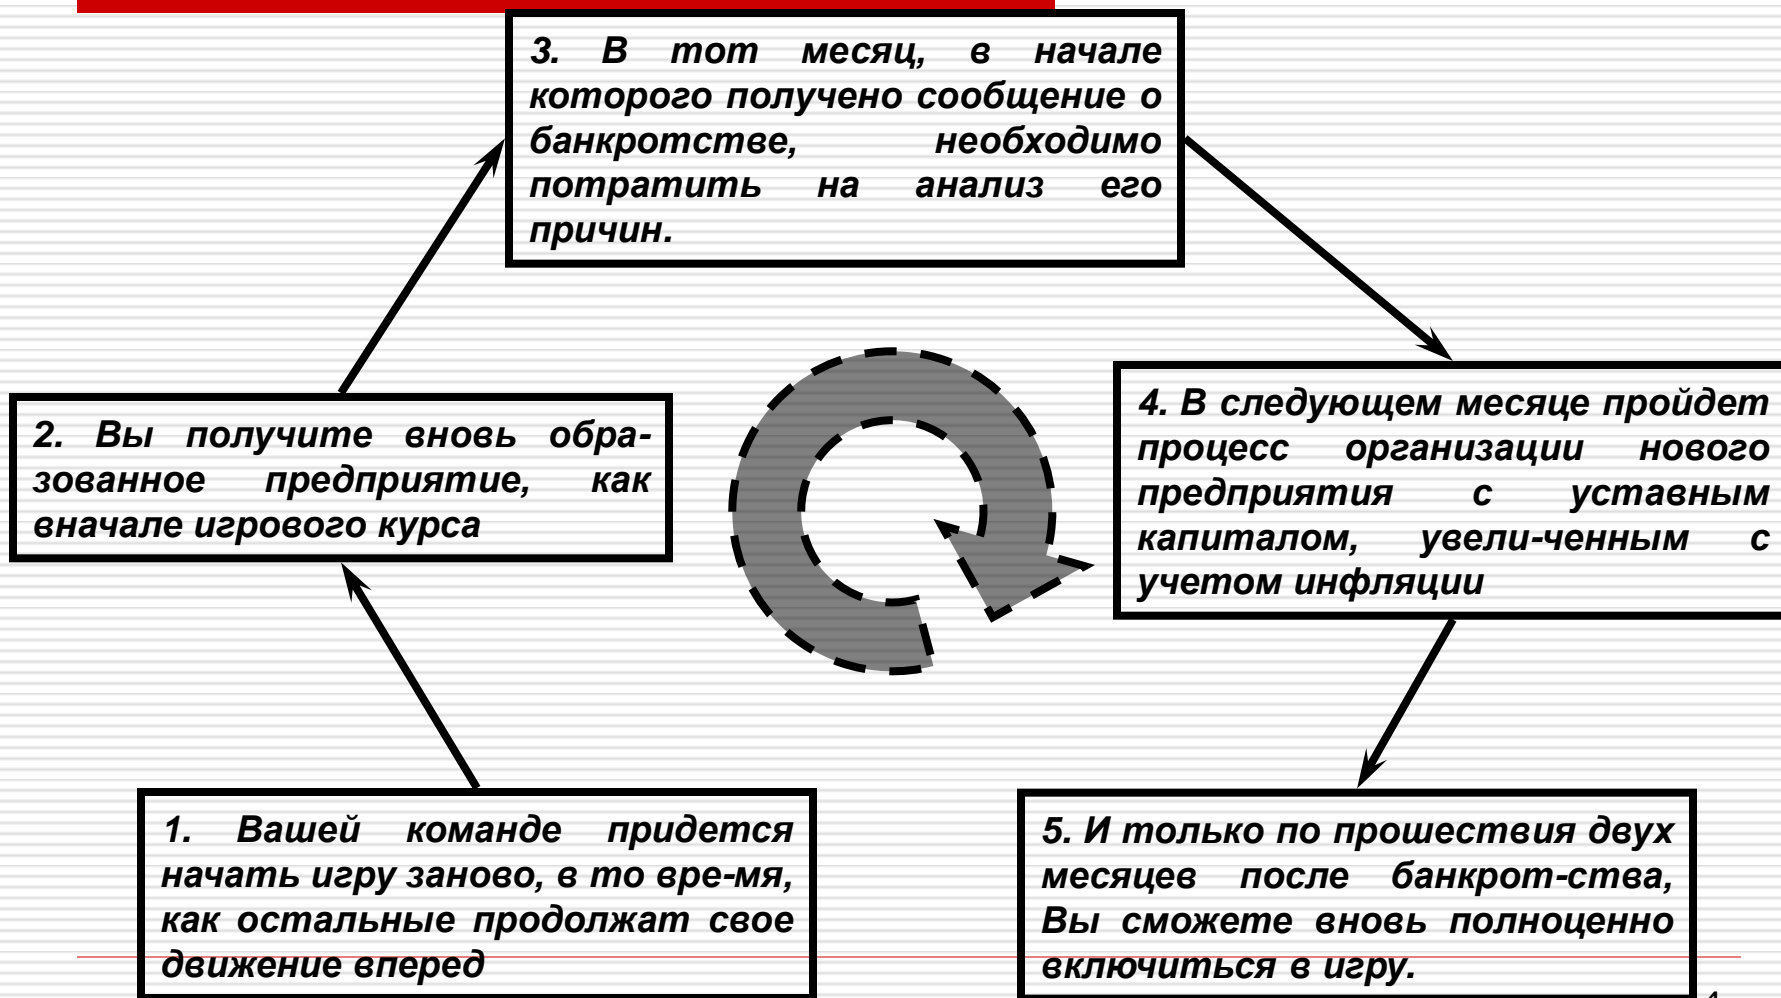 1. Вашей команде придется
начать игру заново, в то вре-мя,
как остальные продолжат свое
движение вперед
2. Вы получите вновь обра-
зованное предприятие, как
вначале игрового курса
3. В тот месяц, в начале
которого получено сообщение о
банкротстве, необходимо
потратить на анализ его
причин.
4. В следующем месяце пройдет
процесс организации нового
предприятия с уставным
капиталом, увели-ченным с
учетом инфляции
5. И только по прошествия двух
месяцев после банкрот-ства,
Вы сможете вновь полноценно
включиться в игру.